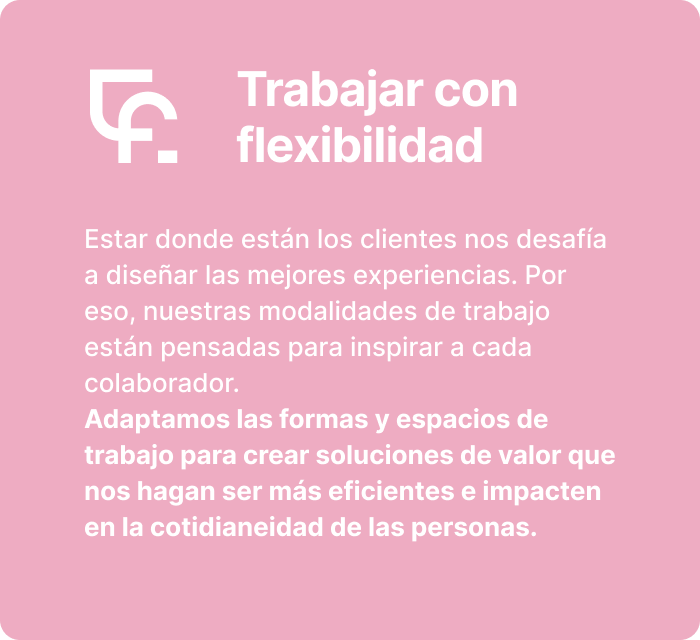 Trabajar con
flexibilidad
Estar donde están los clientes nos desafía
a diseñar las mejores experiencias. Por
eso, nuestras modalidades de trabajo
están pensadas para inspirar a cada
colaborador.
Adaptamos las formas y espacios de
trabajo para crear soluciones de valor que
nos hagan ser más eficientes e impacten
en la cotidianeidad de las personas.